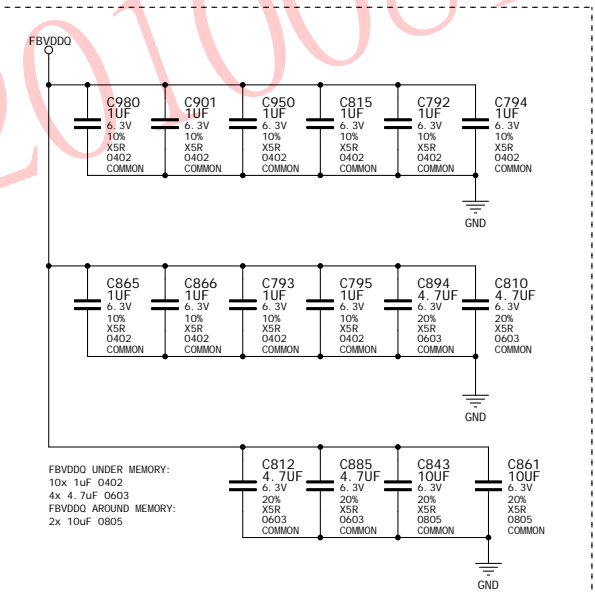 FBVDDQ
C980
1UF
6.3V
10%
X5R
0402
COMMON
C901
1UF
6.3V
10%
X5R
0402
COMMON
C950
1UF
6.3V
10%
X5R
0402
COMMON
C815
1UF
6.3V
10%
X5R
0402
COMMON
C792
1UF
6.3V
10%
X5R
0402
COMMON
C794
1UF
6.3V
10%
X5R
0402
COMMON
GND
C865
1UF
6.3V
10%
X5R
0402
COMMON
C866
1UF
6.3V
10%
X5R
0402
COMMON
C793
1UF
6.3V
10%
X5R
0402
COMMON
C795
1UF
6.3V
10%
X5R
0402
COMMON
C894
4.7UF
6.3V
20%
X5R
0603
COMMON
C810
4.7UF
6.3V
20%
X5R
0603
COMMON
GND
FBVDDQ UNDER MEMORY:
10x 1uF 0402
4x 4.7uF 0603
FBVDDQ AROUND MEMORY:
2x 10uF 0805
C812
4.7UF
6.3V
20%
X5R
0603
COMMON
C885
4.7UF
6.3V
20%
X5R
0603
COMMON
C843
10UF
6.3V
20%
X5R
0805
COMMON
C861
10UF
6.3V
20%
X5R
0805
COMMON
GND